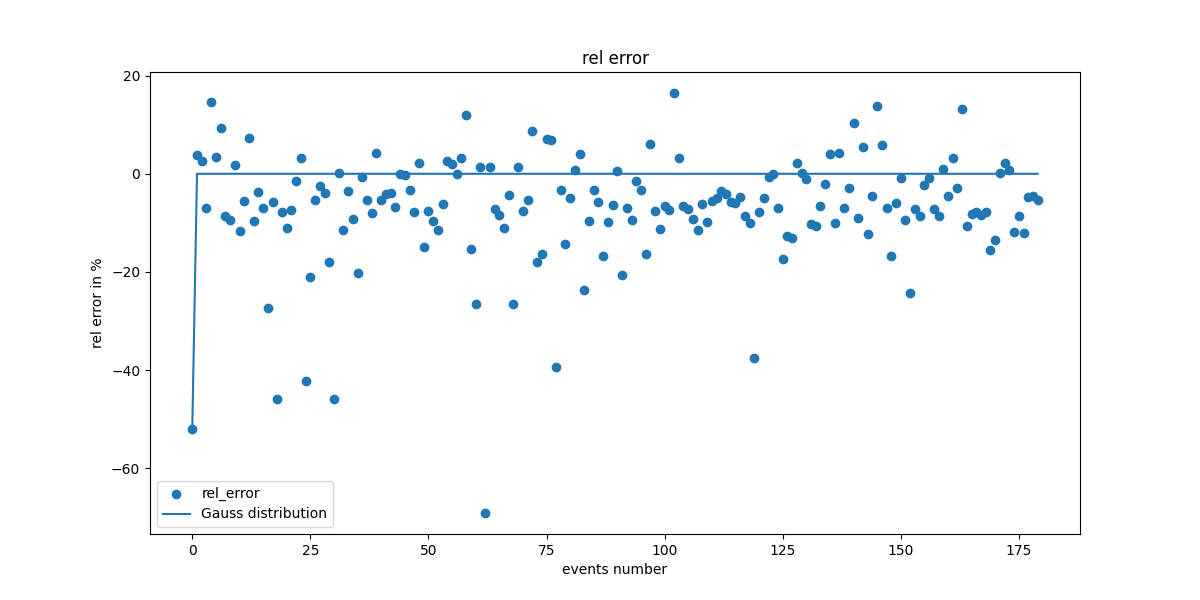 rel error
20
0
−20
−40
−60
rel error in %
rel_error
Gauss distribution
0 25 50 75 100 125 150 175
events number